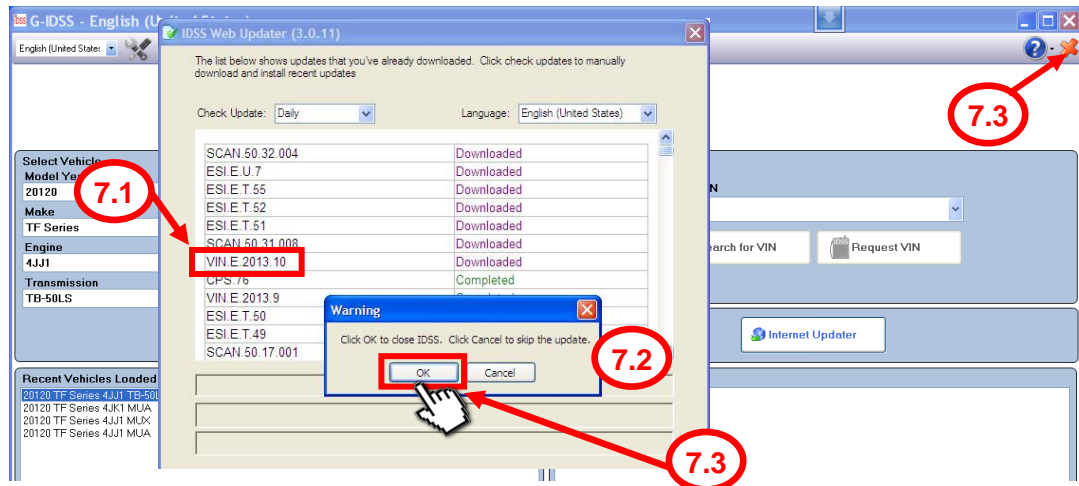 G-IDSS - English (U
English (United State:
IDSS Web Updater (3.0.11)
The list below shows updates that you've already downloaded. Click check updates to manually
download and install recent updates
Check Update: Daily
Language: English (United States)
7.3
SCAN.50.32.004 Downloaded
ESI.E.U.7 Downloaded
ESI.E.T.55 Downloaded
ESI.E.T.52 Downloaded
ESI.E.T.51 Downloaded
SCAN.50.31.008 Downloaded
VIN.E.2013.10 Downloaded
CPS.76 Completed
VIN.E.2013.9
ESI.E.T.50
ESI.E.T.49
SCAN.50.17.001
Select Vehicle
Model Ye
20120
7.1
Make
TF Series
Engine
4JJ1
Transmission
TB-50LS
N
earch for VIN
Request VIN
Internet Updater
Warning
Click OK to close IDSS. Click Cancel to skip the update.
OK
Cancel
7.2
7.3
Recent Vehicles Loaded
20120 TF Series 4JJ1 TB-50L
20120 TF Series 4JK1 MUA
20120 TF Series 4JJ1 MUX
20120 TF Series 4JJ1 MUA